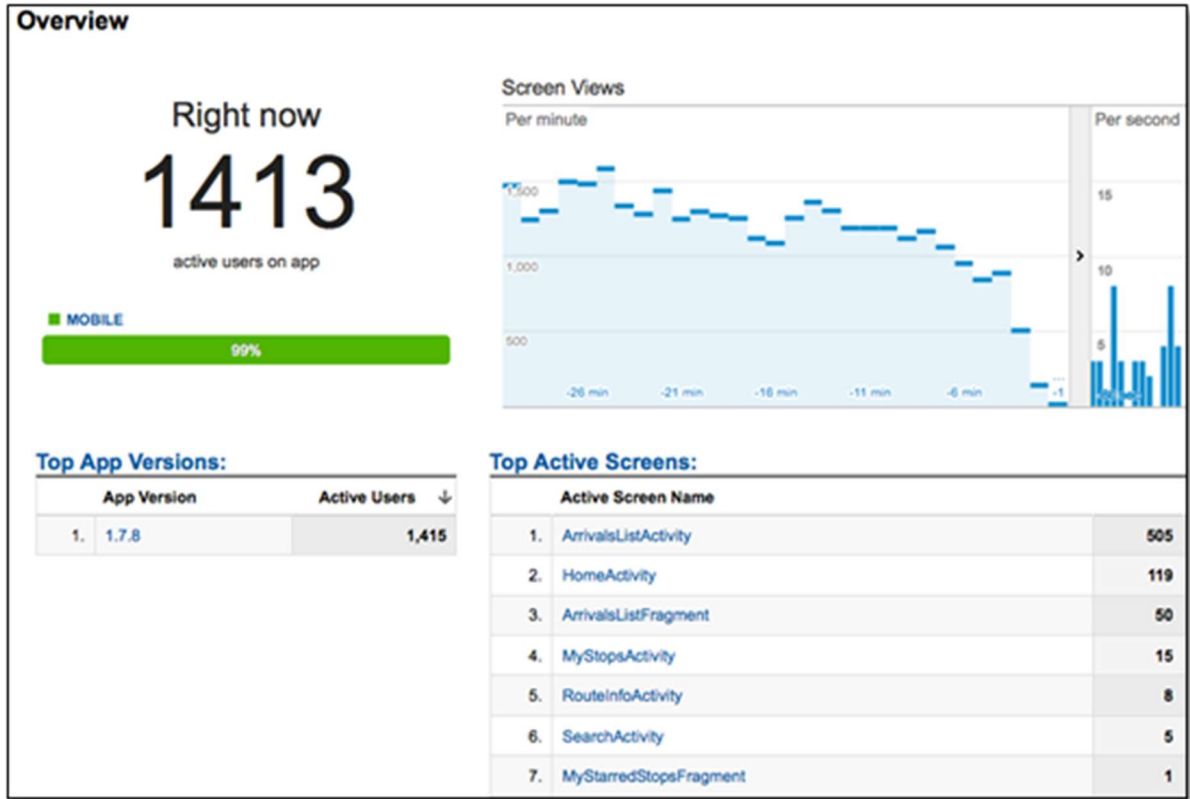 Overview
Right now
1413
active users on app
MOBILE
99%
Screen Views
Per minute
1,500
1,000
500
-26 min
-21 min
-16 min
-11 min
-6 min
-1
Per second
15
10
5
Top App Versions:
App Version Active Users ↓
1. 1.7.8 1,415
Top Active Screens:
Active Screen Name
1. ArrivalsListActivity 505
2. HomeActivity 119
3. ArrivalsListFragment 50
4. MyStopsActivity 15
5. RouteInfoActivity 8
6. SearchActivity 5
7. MyStarredStopsFragment 1